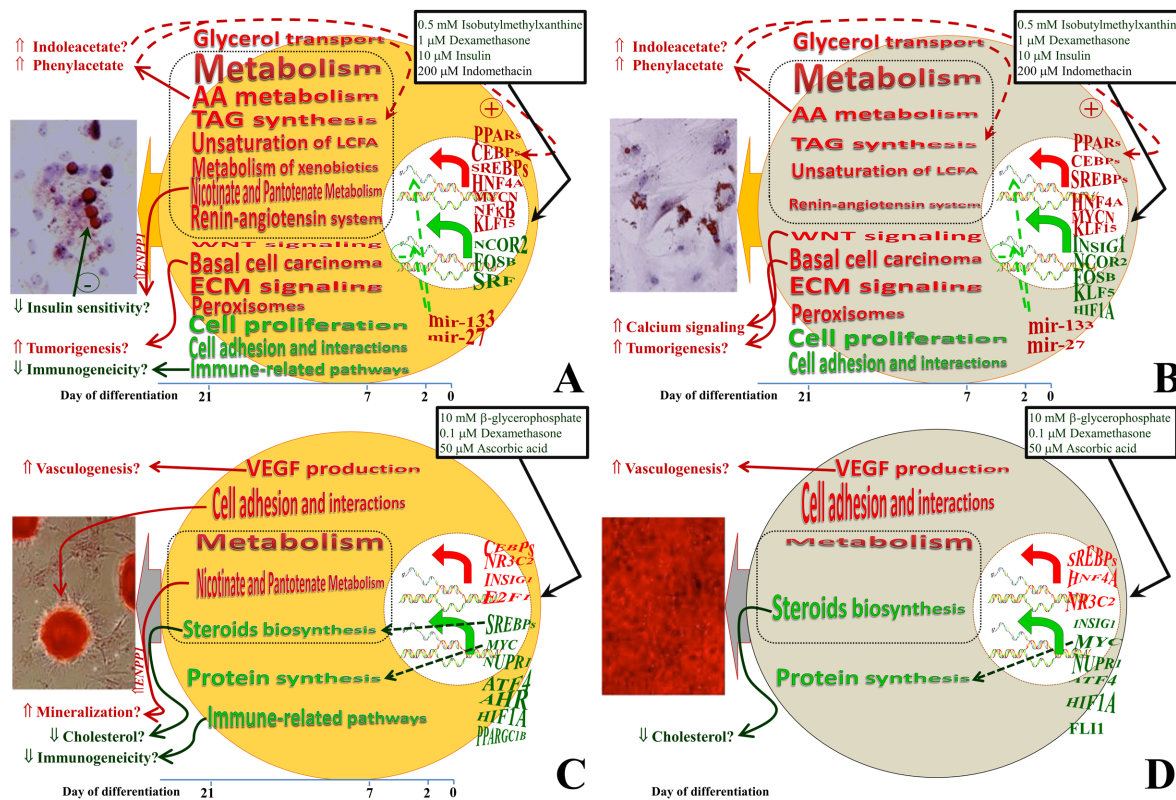 ⇑ Indoleacetate?
⇑ Phenylacetate
Glycerol transport
Metabolism
AA metabolism
TAG synthesis
Unsaturation of LCFA
Metabolism of xenobiotics
Nicotinate and Pantotenate Metabolism
Renin-angiotensin system
WNT signaling
Basal cell carcinoma
ECM signaling
Peroxisomes
Cell proliferation
Cell adhesion and interactions
Immune-related pathways
0.5 mM Isobutylmethylxanthine
1 µM Dexamethasone
10 µM Insulin
200 µM Indomethacin
+
PPARs
CEBPs
SREBPs
HNF4A
MYCN
NFKB
KLF15
NCOR2
FOSB
SRF
-
mir-133
mir-27
⇑ENPP1
-
⇓ Insulin sensitivity?
⇑ Tumorigenesis?
⇓ Immunogeneicity?
A
Day of differentiation 21 7 2 0
⇑ Indoleacetate?
⇑ Phenylacetate
Glycerol transport
Metabolism
AA metabolism
TAG synthesis
Unsaturation of LCFA
Renin-angiotensin system
WNT signaling
Basal cell carcinoma
ECM signaling
Peroxisomes
Cell proliferation
Cell adhesion and interactions
0.5 mM Isobutylmethylxanthine
1 µM Dexamethasone
10 µM Insulin
200 µM Indomethacin
+
PPARs
CEBPs
SREBPs
HNF4A
MYCN
KLF15
INSIG1
NCOR2
FOSB
KLF5
HIF1A
-
mir-133
mir-27
⇑ Calcium signaling
⇑ Tumorigenesis?
B
Day of differentiation 21 7 2 0
10 mM β-glycerophosphate
0.1 µM Dexamethasone
50 µM Ascorbic acid
⇑ Vasculogenesis?
VEGF production
Cell adhesion and interactions
Metabolism
Nicotinate and Pantotenate Metabolism
Steroids biosynthesis
Protein synthesis
Immune-related pathways
CEBPs
NR3C2
INSIG1
E2F1
SREBPs
MYC
NUPR1
ATF4
AHR
HIF1A
PPARGC1B
⇑ENPP1
⇑ Mineralization?
⇓ Cholesterol?
⇓ Immunogeneicity?
C
Day of differentiation 21 7 2 0
10 mM β-glycerophosphate
0.1 µM Dexamethasone
50 µM Ascorbic acid
⇑ Vasculogenesis?
VEGF production
Cell adhesion and interactions
Metabolism
Steroids biosynthesis
Protein synthesis
SREBPs
HNF4A
NR3C2
INSIG1
MYC
NUPR1
ATF4
HIF1A
FLI1
⇓ Cholesterol?
D
Day of differentiation